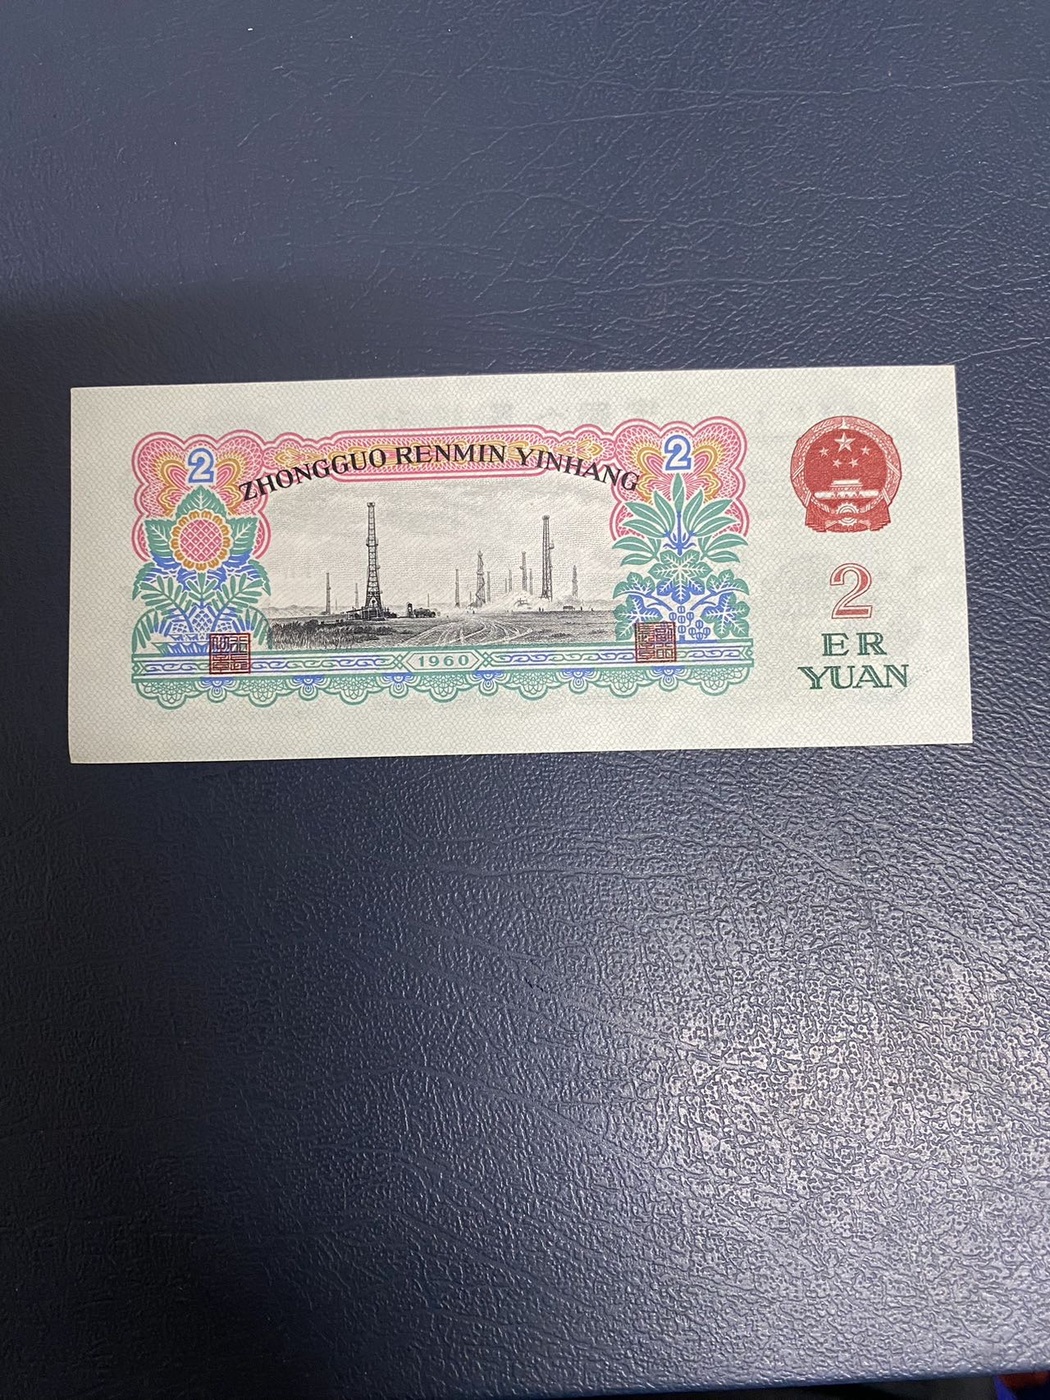 2
2
ZHONGGUO RENMIN YINHANG
1960
2
ER
YUAN